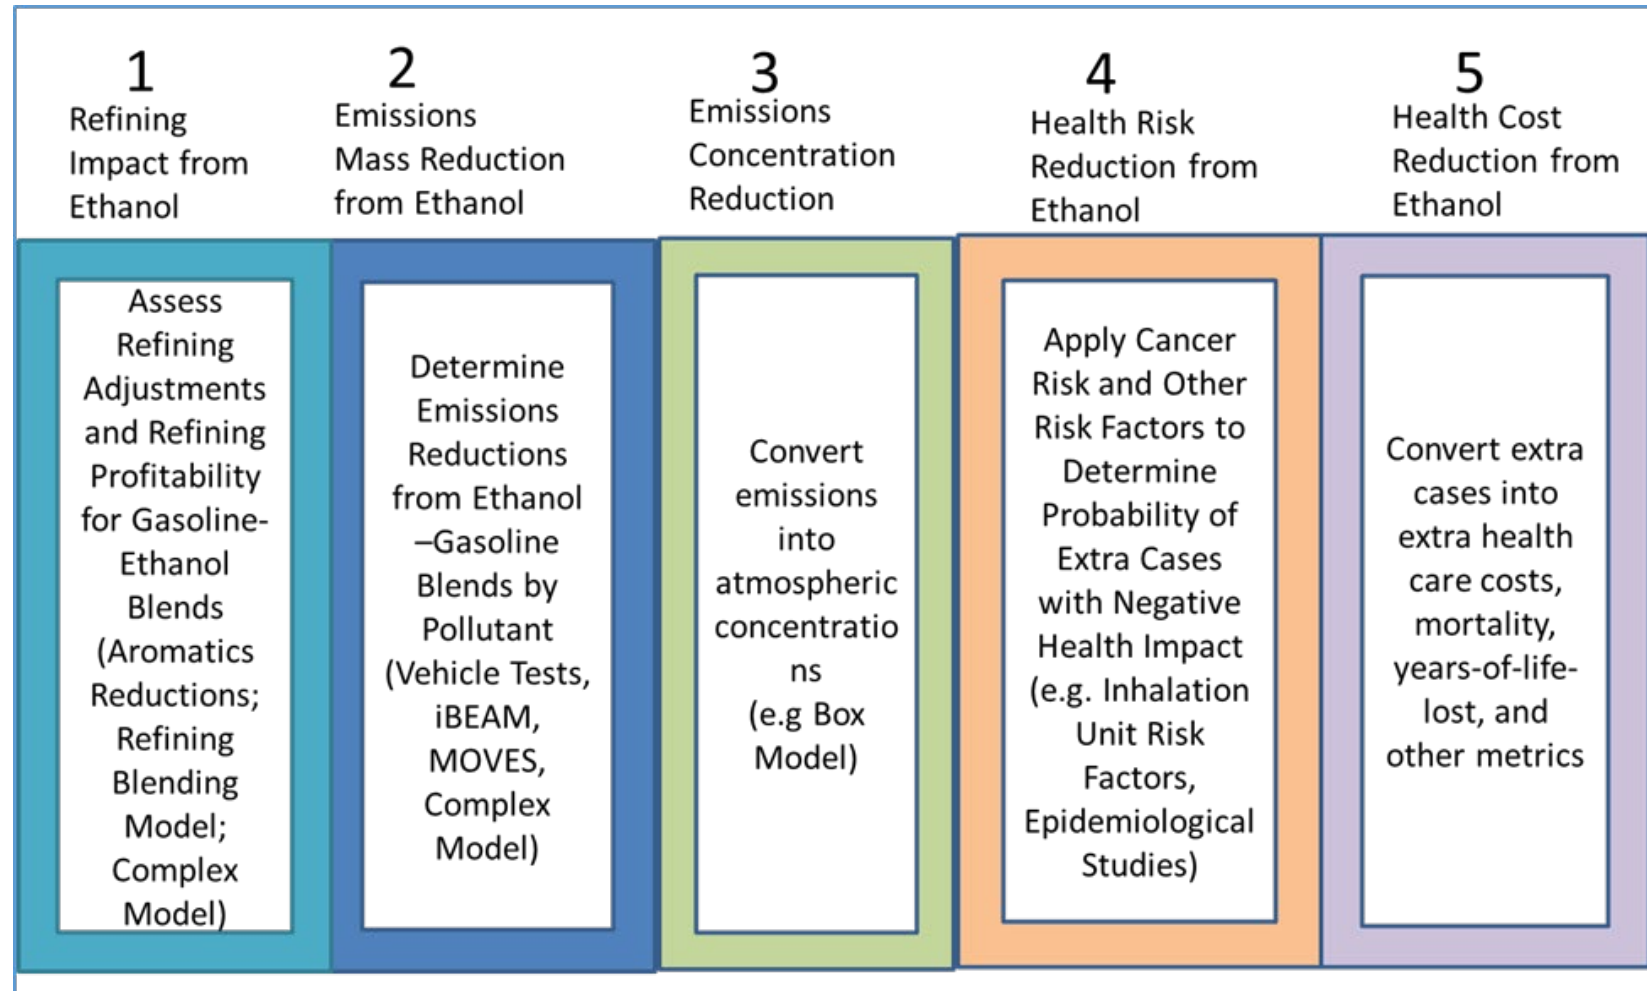 1
Refining
Impact from
Ethanol
2
Emissions
Mass Reduction
from Ethanol
3
Emissions
Concentration
Reduction
4
Health Risk
Reduction from
Ethanol
5
Health Cost
Reduction from
Ethanol
Assess
Refining
Adjustments
and Refining
Profitability
for Gasoline-
Ethanol
Blends
(Aromatics
Reductions;
Refining
Blending
Model;
Complex
Model)
Determine
Emissions
Reductions
from Ethanol
–Gasoline
Blends by
Pollutant
(Vehicle Tests,
iBEAM,
MOVES,
Complex
Model)
Convert
emissions
into
atmospheric
concentratio
ns
(e.g Box
Model)
Apply Cancer
Risk and Other
Risk Factors to
Determine
Probability of
Extra Cases
with Negative
Health Impact
(e.g. Inhalation
Unit Risk
Factors,
Epidemiological
Studies)
Convert extra
cases into
extra health
care costs,
mortality,
years-of-life-
lost, and
other metrics